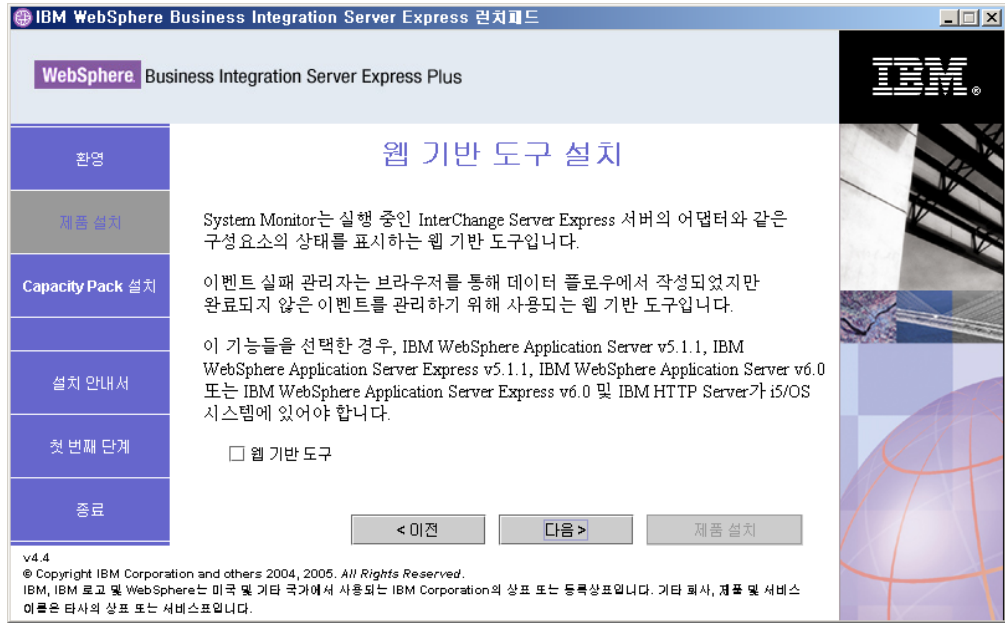 IBM WebSphere Business Integration Server Express 런치패드
WebSphere. Business Integration Server Express Plus
IBM®
환영
제품 설치
Capacity Pack 설치
설치 안내서
첫 번째 단계
종료
웹 기반 도구 설치
System Monitor는 실행 중인 InterChange Server Express 서버의 어댑터와 같은
구성요소의 상태를 표시하는 웹 기반 도구입니다.
이벤트 실패 관리자는 브라우저를 통해 데이터 플로우에서 작성되었지만
완료되지 않은 이벤트를 관리하기 위해 사용되는 웹 기반 도구입니다.
이 기능들을 선택한 경우, IBM WebSphere Application Server v5.1.1, IBM
WebSphere Application Server Express v5.1.1, IBM WebSphere Application Server v6.0
또는 IBM WebSphere Application Server Express v6.0 및 IBM HTTP Server가 i5/OS
시스템에 있어야 합니다.
웹 기반 도구
< 이전
다음 >
제품 설치
v4.4
© Copyright IBM Corporation and others 2004, 2005. All Rights Reserved.
IBM, IBM 로고 및 WebSphere는 미국 및 기타 국가에서 사용되는 IBM Corporation의 상표 또는 등록상표입니다. 기타 회사, 제품 및 서비스
이름은 타사의 상표 또는 서비스표입니다.